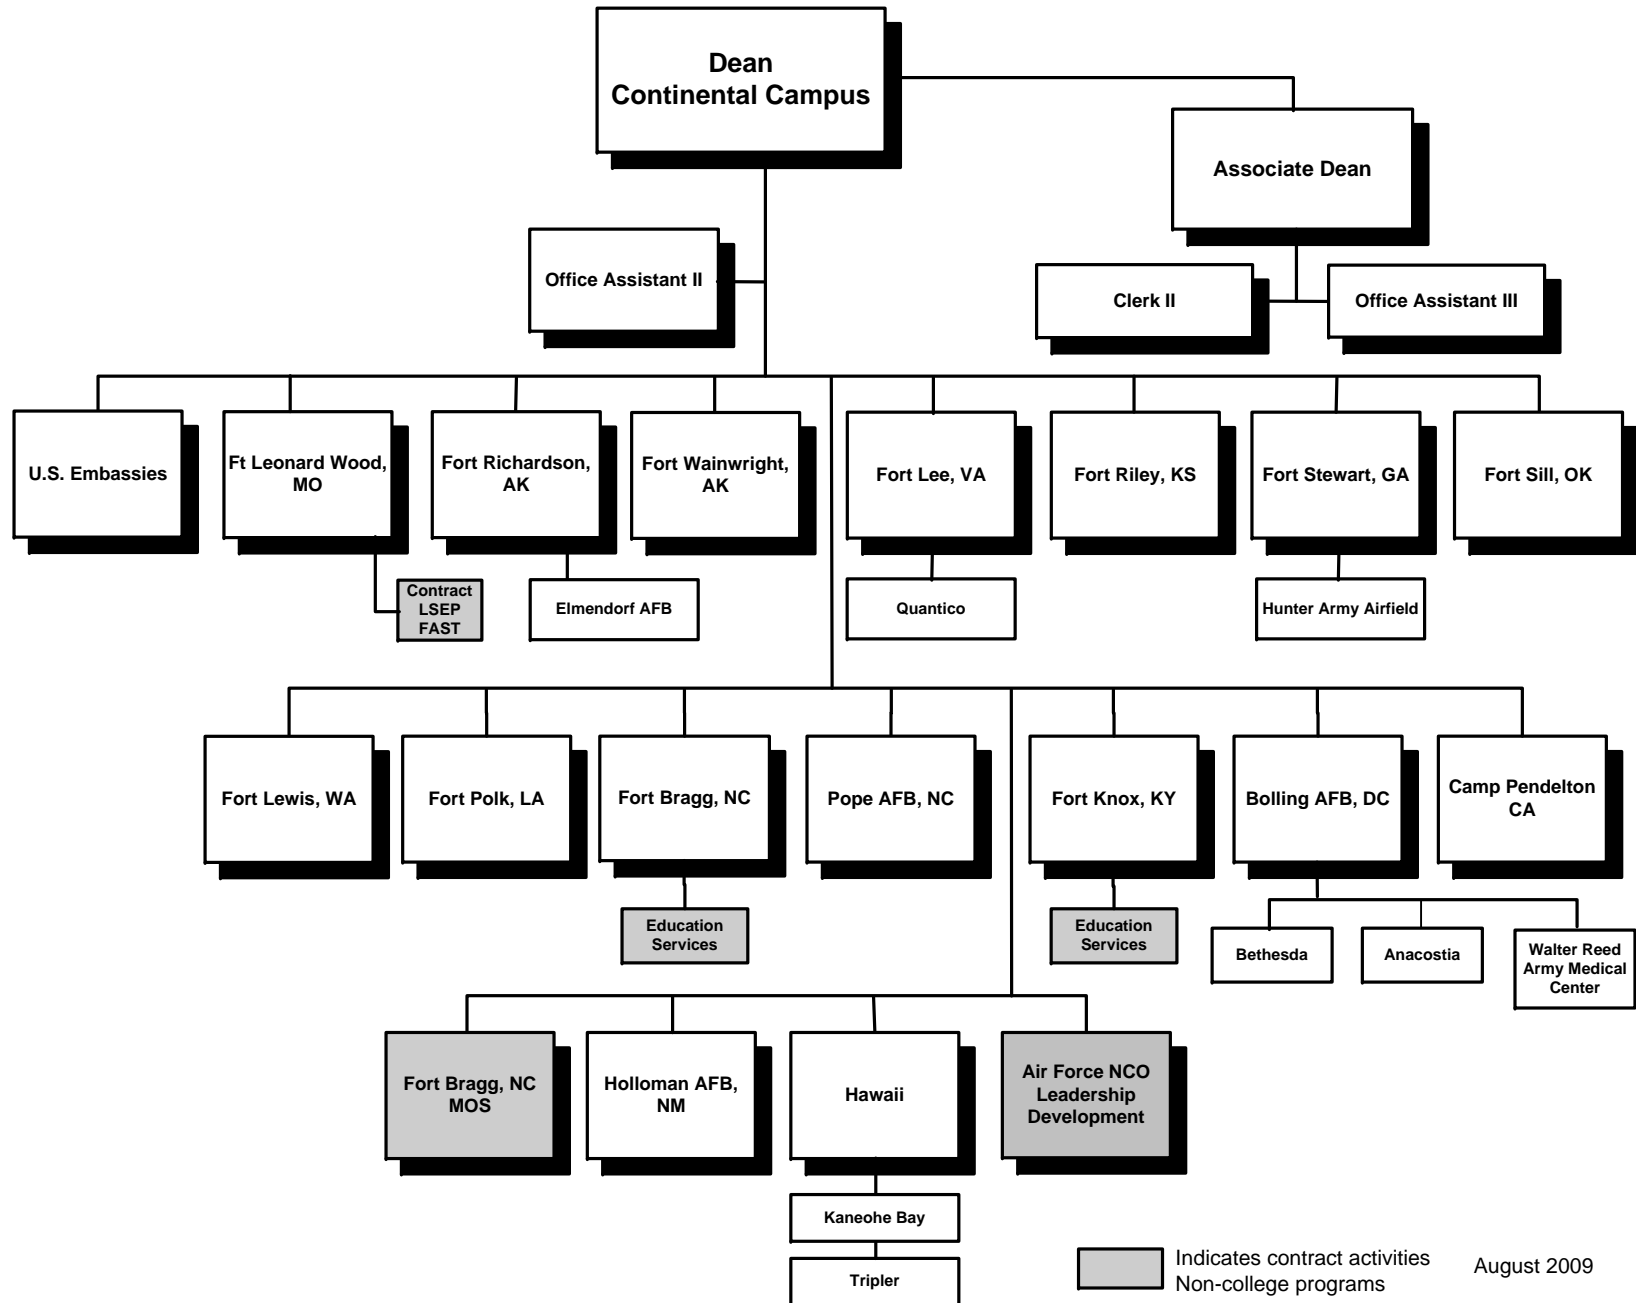 Dean
Continental Campus
Associate Dean
Office Assistant II
Clerk II
Office Assistant III
U.S. Embassies
Ft Leonard Wood,
MO
Fort Richardson,
AK
Fort Wainwright,
AK
Fort Lee, VA
Fort Riley, KS
Fort Stewart, GA
Fort Sill, OK
Contract
LSEP
FAST
Elmendorf AFB
Quantico
Hunter Army Airfield
Fort Lewis, WA
Fort Polk, LA
Fort Bragg, NC
Pope AFB, NC
Fort Knox, KY
Bolling AFB, DC
Camp Pendelton
CA
Education
Services
Education
Services
Bethesda
Anacostia
Walter Reed
Army Medical
Center
Fort Bragg, NC
MOS
Holloman AFB,
NM
Hawaii
Air Force NCO
Leadership
Development
Kaneohe Bay
Tripler
Indicates contract activities
Non-college programs
August 2009